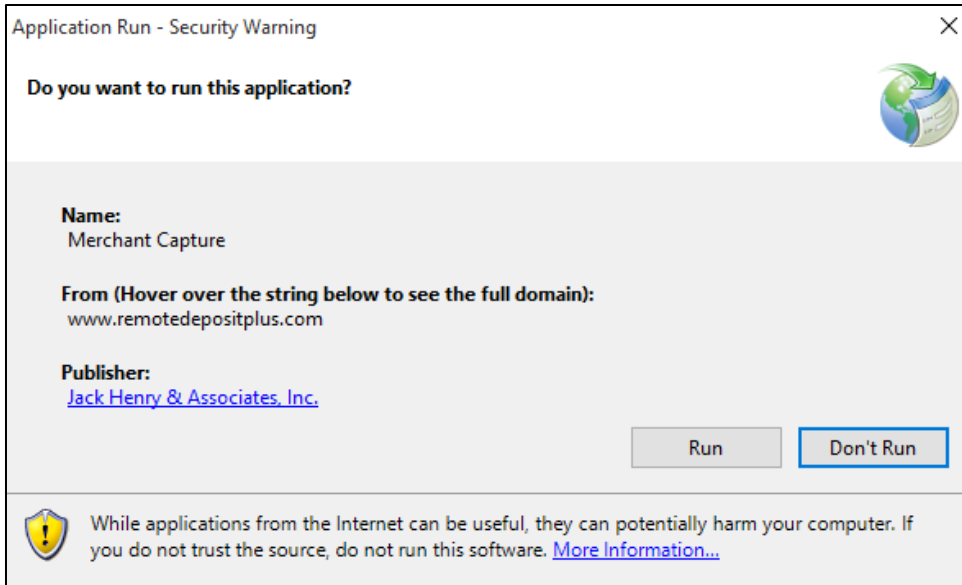 Application Run - Security Warning
Do you want to run this application?
Name:
Merchant Capture
From (Hover over the string below to see the full domain):
www.remotedepositplus.com
Publisher:
Jack Henry & Associates, Inc.
Run
Don't Run
While applications from the Internet can be useful, they can potentially harm your computer. If
you do not trust the source, do not run this software. More Information...